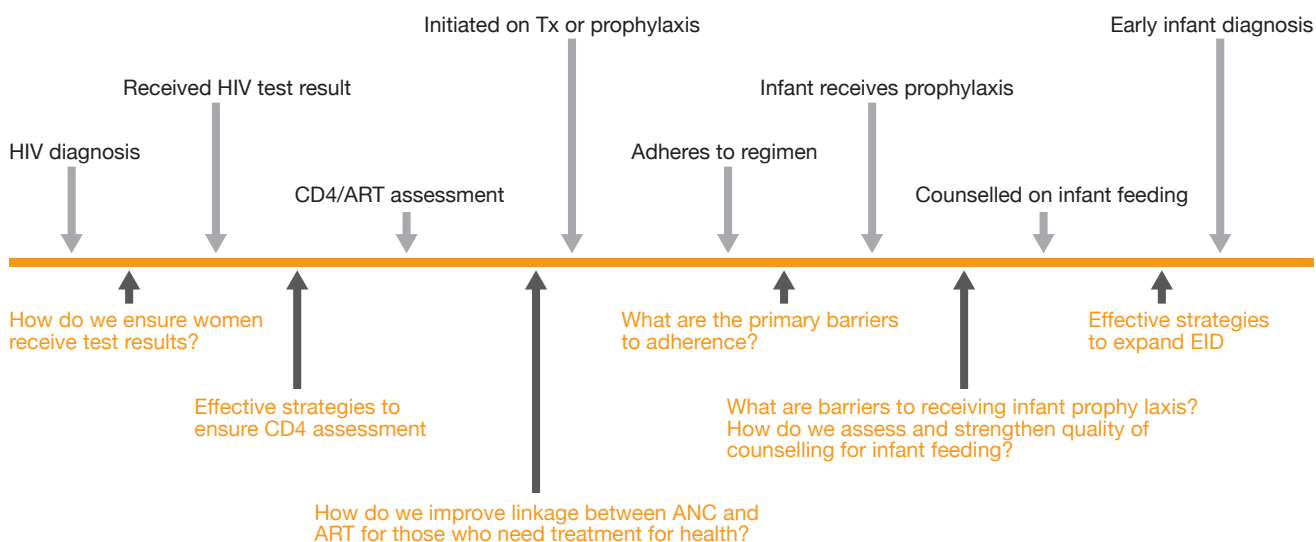 Initiated on Tx or prophylaxis
Early infant diagnosis
Received HIV test result
Infant receives prophylaxis
HIV diagnosis
Adheres to regimen
CD4/ART assessment
Counselled on infant feeding
How do we ensure women
receive test results?
What are the primary barriers
to adherence?
Effective strategies
to expand EID
Effective strategies to
ensure CD4 assessment
What are barriers to receiving infant prophy laxis?
How do we assess and strengthen quality of
counselling for infant feeding?
How do we improve linkage between ANC and
ART for those who need treatment for health?